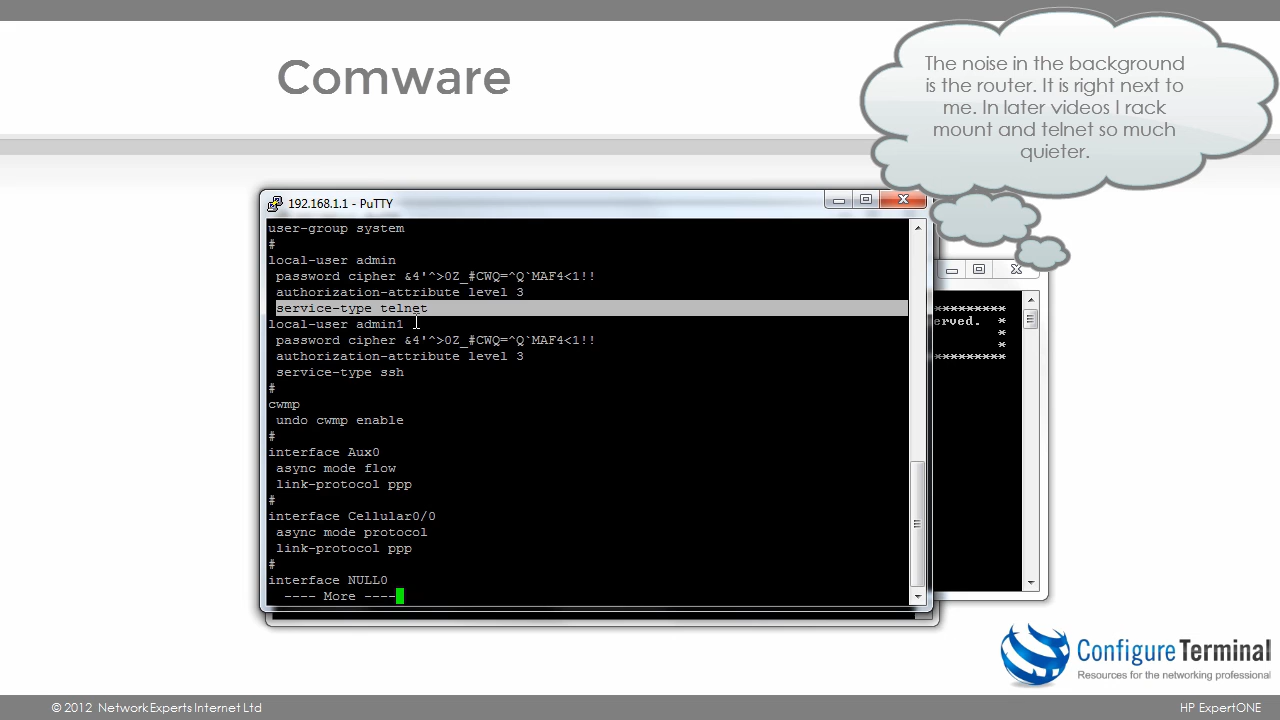 Comware
The noise in the background
is the router. It is right next to
me. In later videos I rack
mount and telnet so much
quieter.
192.168.1.1 - PuTTY
user-group system
#
local-user admin
password cipher &4'^>0Z_#CWQ=^Q`MAF4<1!!
authorization-attribute level 3
service-type telnet
local-user admin1
password cipher &4'^>0Z_#CWQ=^Q`MAF4<1!!
authorization-attribute level 3
service-type ssh
#
cwmp
undo cwmp enable
#
interface Aux0
async mode flow
link-protocol ppp
#
interface Cellular0/0
async mode protocol
link-protocol ppp
#
interface NULL0
---- More ----
*********
erved. *
*
*
*********
Configure Terminal
Resources for the networking professional
© 2012 Network Experts Internet Ltd
HP ExpertONE